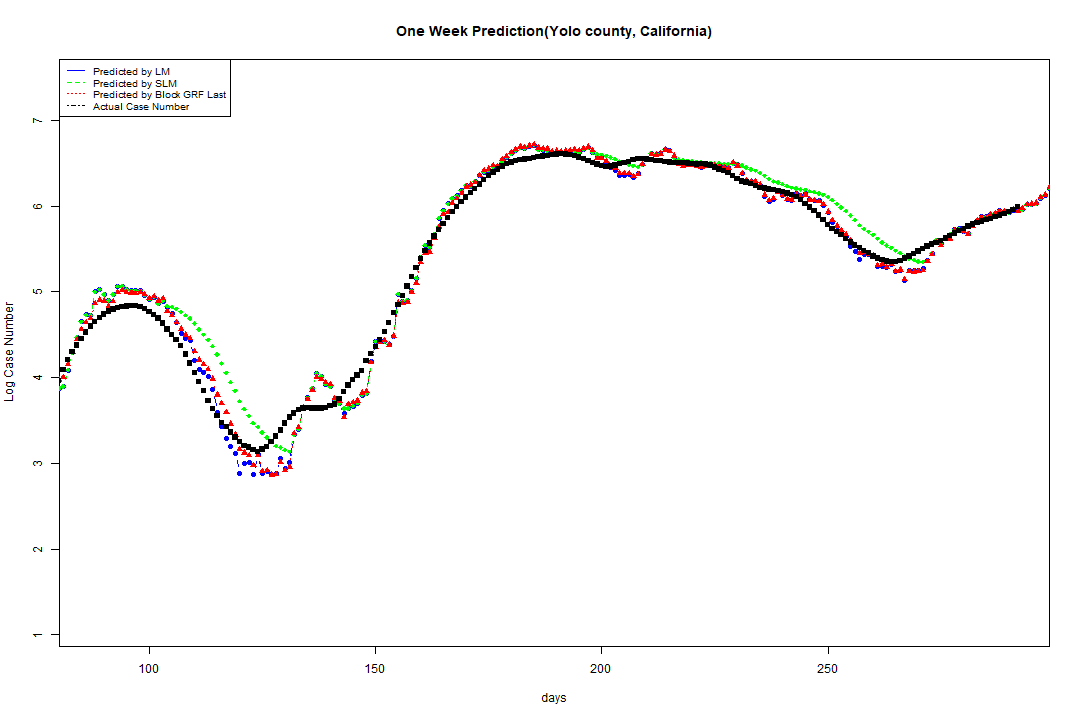 One Week Prediction(Yolo county, California)
Predicted by LM
Predicted by SLM
Predicted by Block GRF Last
Actual Case Number
7
6
5
4
3
2
1
Log Case Number
100 150 200 250
days